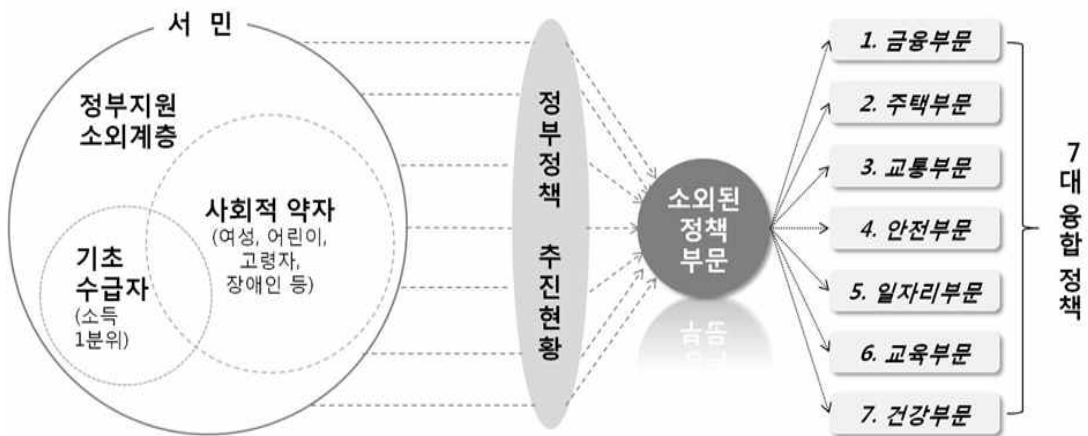 서 민
정부지원
소외계층
사회적 약자
(여성, 어린이,
고령자,
장애인 등)
기초
수급자
(소득
1분위)
정부정책 추진현황
소외된
정책
부문
1. 금융부문
2. 주택부문
3. 교통부문
4. 안전부문
5. 일자리부문
6. 교육부문
7. 건강부문
7대 융합 정책